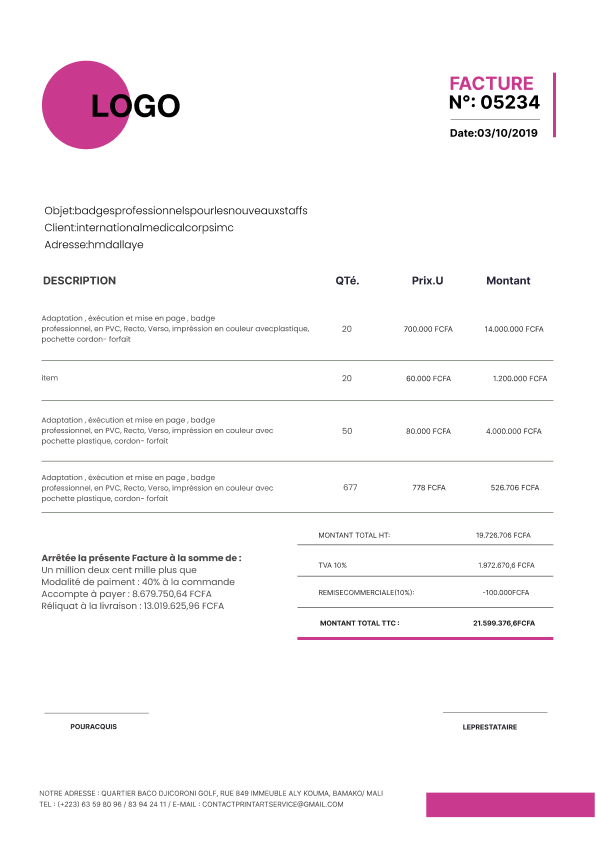 LOGO
FACTURE
N°: 05234
Date:03/10/2019
Objet:badgesprofessionnelspourlesnouveauxstaffs
Client:internationalmedicalcorpsimc
Adresse:hmdallaye
DESCRIPTION QTé. Prix.U Montant
Adaptation , éxécution et mise en page , badge
professionnel, en PVC, Recto, Verso, impréssion en couleur avecplastique, 20 700.000 FCFA 14.000.000 FCFA
pochette cordon- forfait
item 20 60.000 FCFA 1.200.000 FCFA
Adaptation , éxécution et mise en page , badge
professionnel, en PVC, Recto, Verso, impréssion en couleur avec 50 80.000 FCFA 4.000.000 FCFA
pochette plastique, cordon- forfait
Adaptation , éxécution et mise en page , badge
professionnel, en PVC, Recto, Verso, impréssion en couleur avec 677 778 FCFA 526.706 FCFA
pochette plastique, cordon- forfait
MONTANT TOTAL HT: 19.726.706 FCFA
TVA 10% 1.972.670,6 FCFA
REMISECOMMERCIALE(10%): -100.000FCFA
MONTANT TOTAL TTC : 21.599.376,6FCFA
Arrêtée la présente Facture à la somme de :
Un million deux cent mille plus que
Modalité de paiment : 40% à la commande
Accompte à payer : 8.679.750,64 FCFA
Réliquat à la livraison : 13.019.625,96 FCFA
POURACQUIS
LEPRESTATAIRE
NOTRE ADRESSE : QUARTIER BACO DJICORONI GOLF, RUE 849 IMMEUBLE ALY KOUMA, BAMAKO/ MALI
TEL : (+223) 63 59 80 96 / 83 94 24 11 / E-MAIL : CONTACTPRINTARTSERVICE@GMAIL.COM